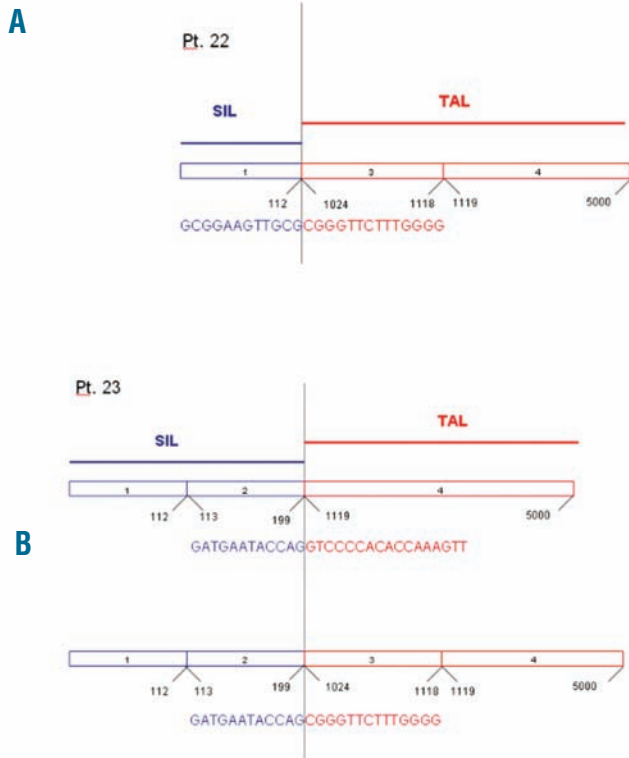 A
Pt. 22
SIL
TAL
1 3 4
112 1024 1118 1119 5000
GCGGAAGTTGCGCGGGTTCTTTGGGG
Pt. 23
SIL
TAL
1 2 4
112 113 199 1119 5000
B
GATGAATACCAGGTCCCCACACCAAAGTT
1 2 3 4
112 113 199 1024 1118 1119 5000
GATGAATACCAGCGGGTTCTTTGGGG